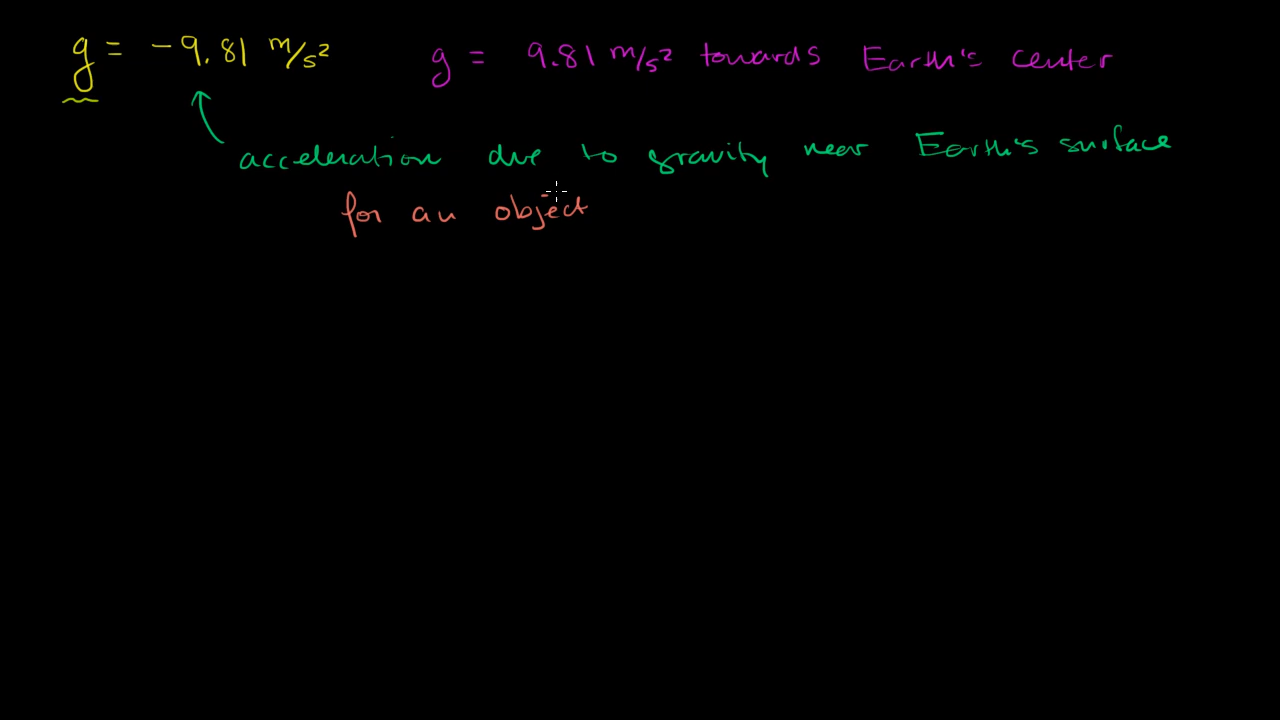 g = -9.81 m/s² g = 9.81 m/s² towards Earth's center
acceleration due to gravity near Earth's surface
for an object